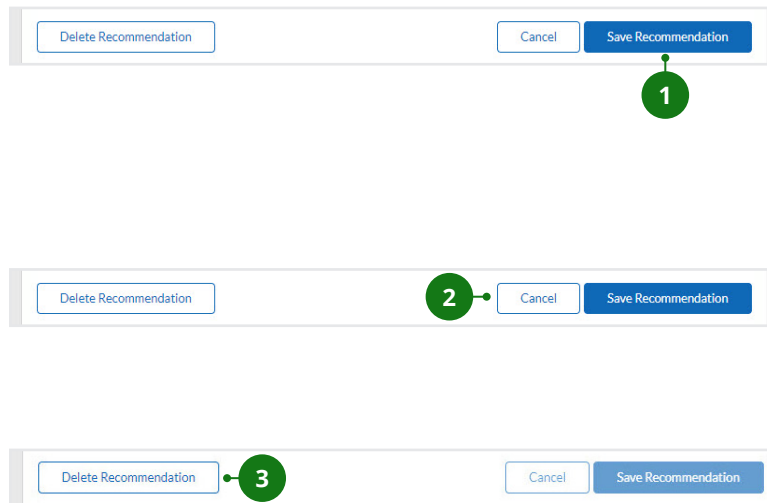 Delete Recommendation Cancel Save Recommendation
1
Delete Recommendation 2 Cancel Save Recommendation
Delete Recommendation 3 Cancel Save Recommendation